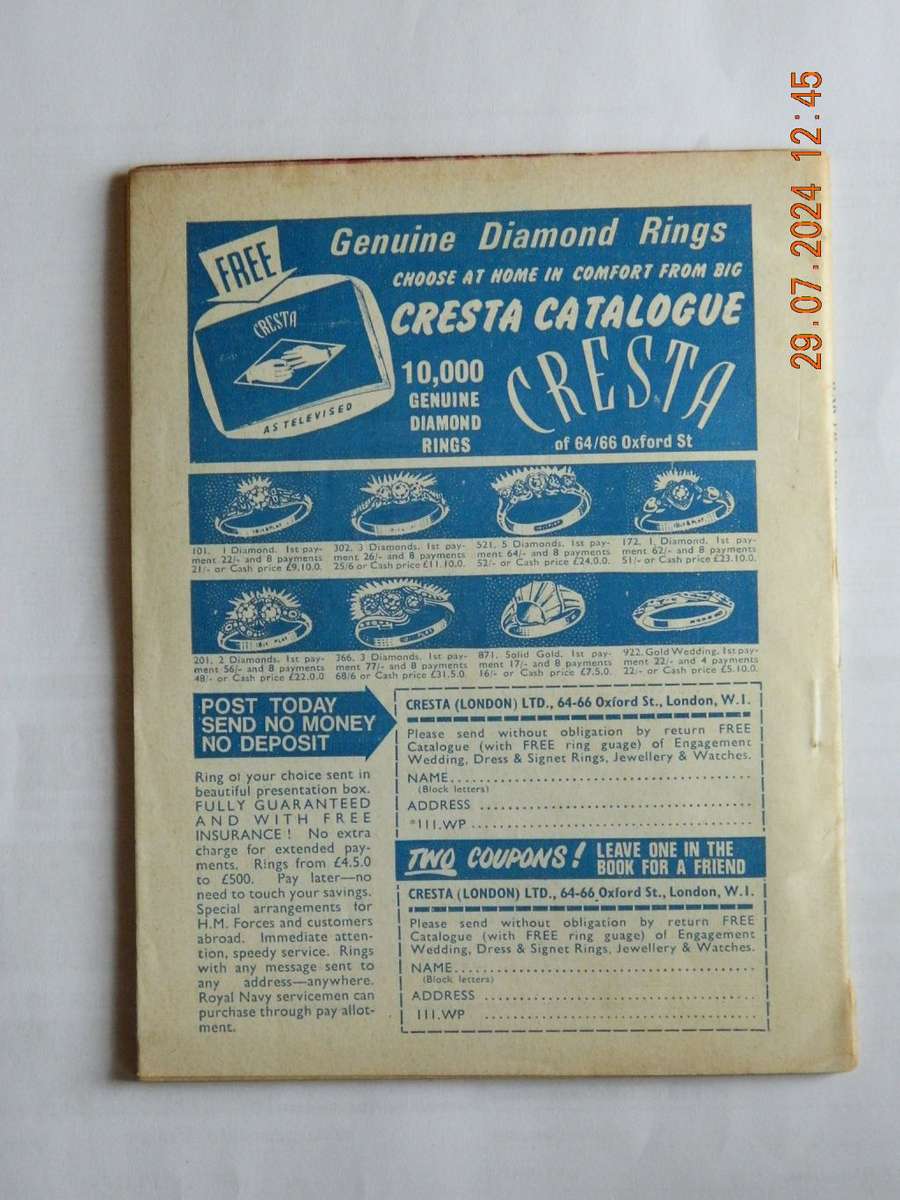 29.07.2024 12:45
FREE
Genuine Diamond Rings
CHOOSE AT HOME IN COMFORT FROM BIG
CRESTA CATALOGUE
CRESTA
AS TELEVISED
10,000
GENUINE
DIAMOND
RINGS
CRESTA
of 64/66 Oxford St
101. 1 Diamond. 1st pay-
ment 22/- and 8 payments
21/- or Cash price £9.10.0.
302. 3 Diamonds. 1st pay-
ment 26/- and 8 payments
25/6 or Cash price £11.10.0.
521. 5 Diamonds. 1st pay-
ment 64/- and 8 payments
52/- or Cash price £24.0.0.
172. 1 Diamond. 1st pay-
ment 62/- and 8 payments
51/- or Cash price £23.10.0.
201. 2 Diamonds. 1st pay-
ment 56/- and 8 payments
48/- or Cash price £22.0.0
366. 3 Diamonds. 1st pay-
ment 77/- and 8 payments
68/6 or Cash price £31.5.0.
871. Solid Gold. 1st pay-
ment 17/- and 8 payments
16/- or Cash price £7.5.0.
922. Gold Wedding. 1st pay-
ment 22/- and 4 payments
22/- or Cash price £5.10.0.
POST TODAY
SEND NO MONEY
NO DEPOSIT
Ring of your choice sent in
beautiful presentation box.
FULLY GUARANTEED
AND WITH FREE
INSURANCE! No extra
charge for extended pay-
ments. Rings from £4.5.0
to £500. Pay later—no
need to touch your savings.
Special arrangements for
H.M. Forces and customers
abroad. Immediate atten-
tion, speedy service. Rings
with any message sent to
any address—anywhere.
Royal Navy servicemen can
purchase through pay allot-
ment.
CRESTA (LONDON) LTD., 64-66 Oxford St., London, W.1.
Please send without obligation by return FREE
Catalogue (with FREE ring guage) of Engagement
Wedding, Dress & Signet Rings, Jewellery & Watches.
NAME
(Block letters)
ADDRESS
*111.WP
TWO COUPONS! LEAVE ONE IN THE
BOOK FOR A FRIEND
CRESTA (LONDON) LTD., 64-66 Oxford St., London, W.1.
Please send without obligation by return FREE
Catalogue (with FREE ring guage) of Engagement
Wedding, Dress & Signet Rings, Jewellery & Watches.
NAME
(Block letters)
ADDRESS
111.WP